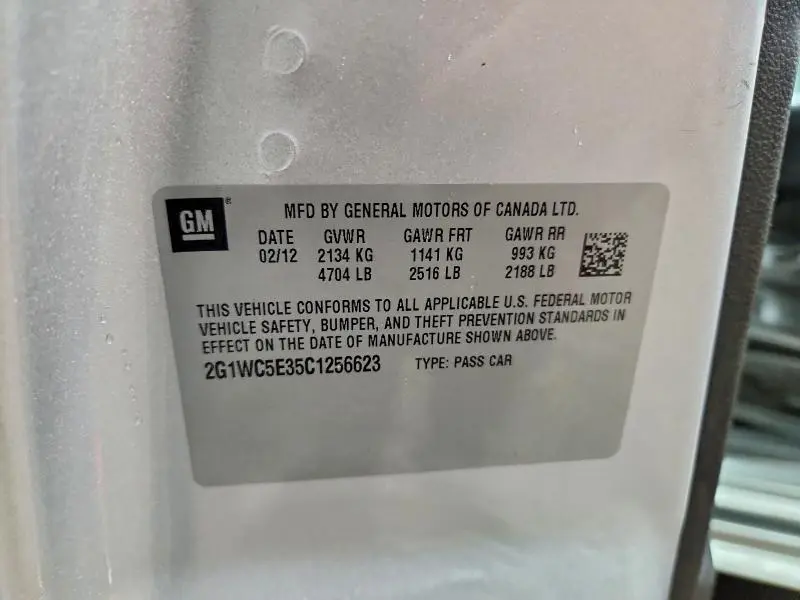 GM®
MFD BY GENERAL MOTORS OF CANADA LTD.
DATE GVWR GAWR FRT GAWR RR
02/12 2134 KG 1141 KG 993 KG
4704 LB 2516 LB 2188 LB
THIS VEHICLE CONFORMS TO ALL APPLICABLE U.S. FEDERAL MOTOR
VEHICLE SAFETY, BUMPER, AND THEFT PREVENTION STANDARDS IN
EFFECT ON THE DATE OF MANUFACTURE SHOWN ABOVE.
2G1WC5E35C1256623 TYPE: PASS CAR